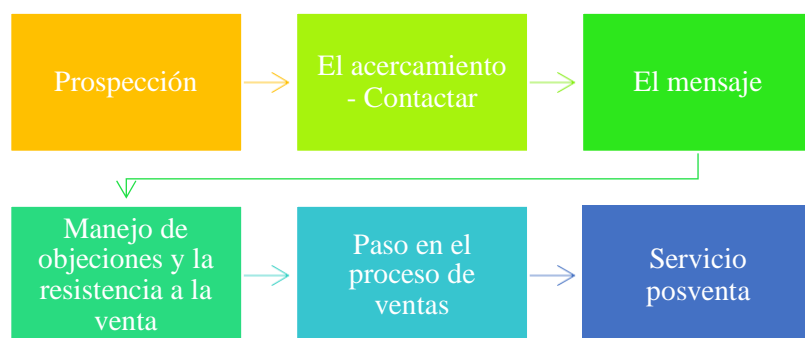 Prospección
El acercamiento
- Contactar
El mensaje
Manejo de
objeciones y la
resistencia a la
venta
Paso en el
proceso de
ventas
Servicio
posventa